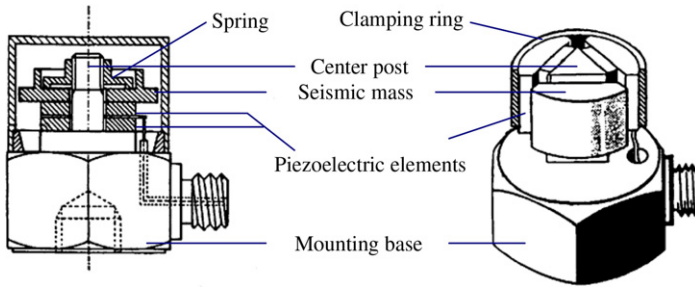 Clamping ring
Spring
Center post
Seismic mass
Piezoelectric elements
Mounting base